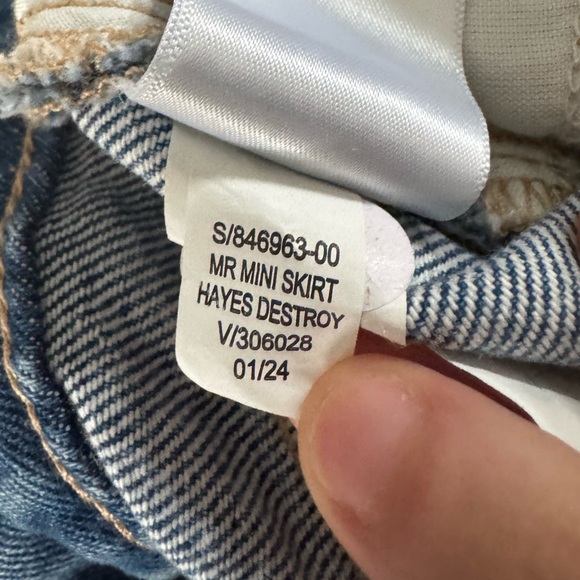 S/846963-00
MR MINI SKIRT
HAYES DESTROY
V/306028
01/24